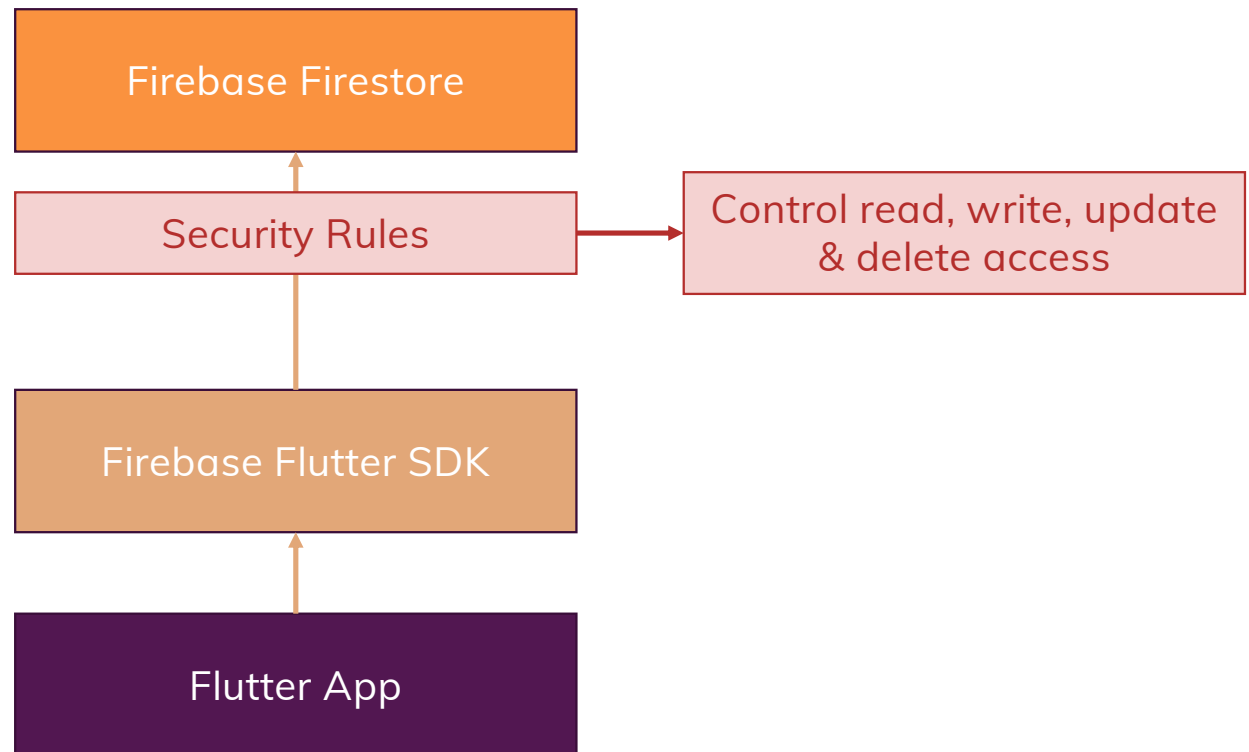 Firebase Firestore
Security Rules
Control read, write, update
& delete access
Firebase Flutter SDK
Flutter App